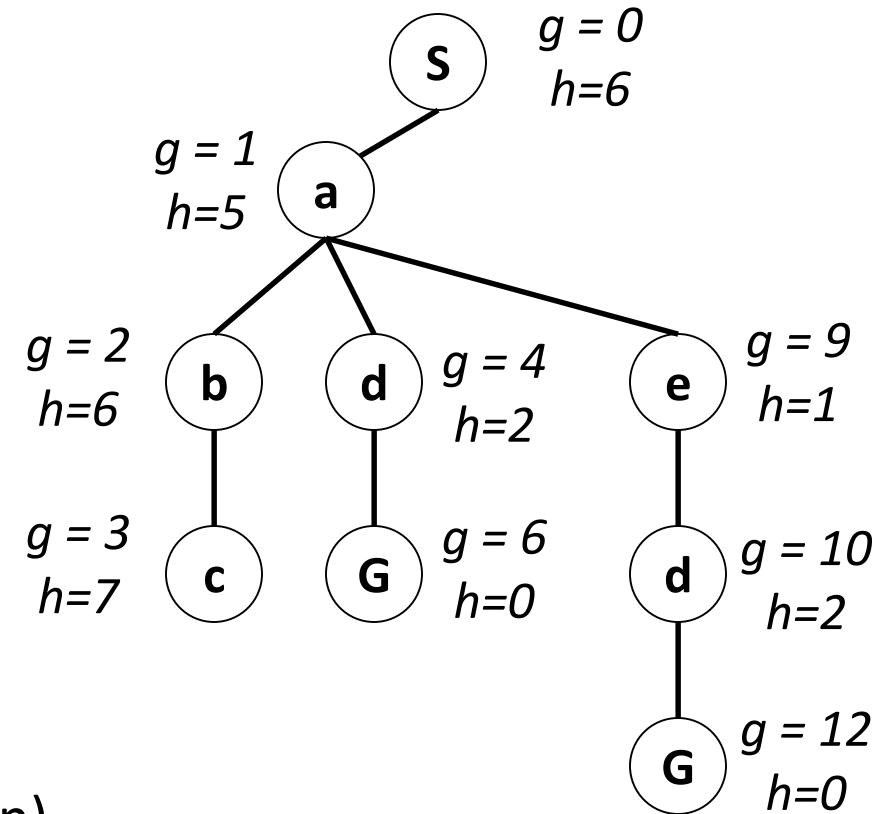 S
g = 0
h=6
g = 1
h=5
a
g = 2
h=6
b
d
g = 4
h=2
e
g = 9
h=1
g = 3
h=7
c
G
g = 6
h=0
d
g = 10
h=2
G
g = 12
h=0